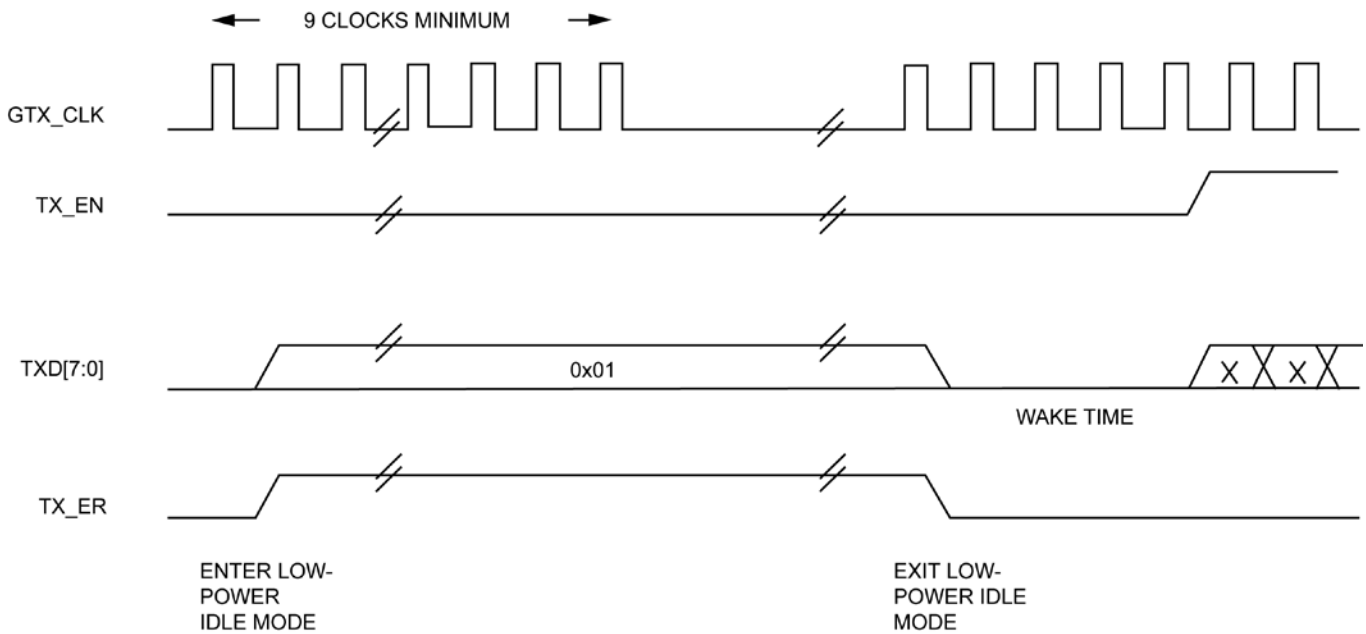 9 CLOCKS MINIMUM
GTX_CLK
TX_EN
TXD[7:0]
0x01
X X
WAKE TIME
TX_ER
ENTER LOW-
POWER
IDLE MODE
EXIT LOW-
POWER IDLE
MODE